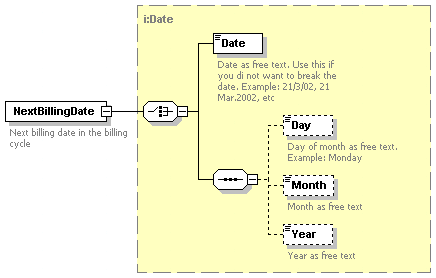 i:Date
Date
Date as free text. Use this if
you did not want to break the
date. Example: 21/3/02, 21
Mar.2002, etc
NextBillingDate
Next billing date in the billing
cycle
Day
Day of month as free text.
Example: Monday
Month
Month as free text
Year
Year as free text